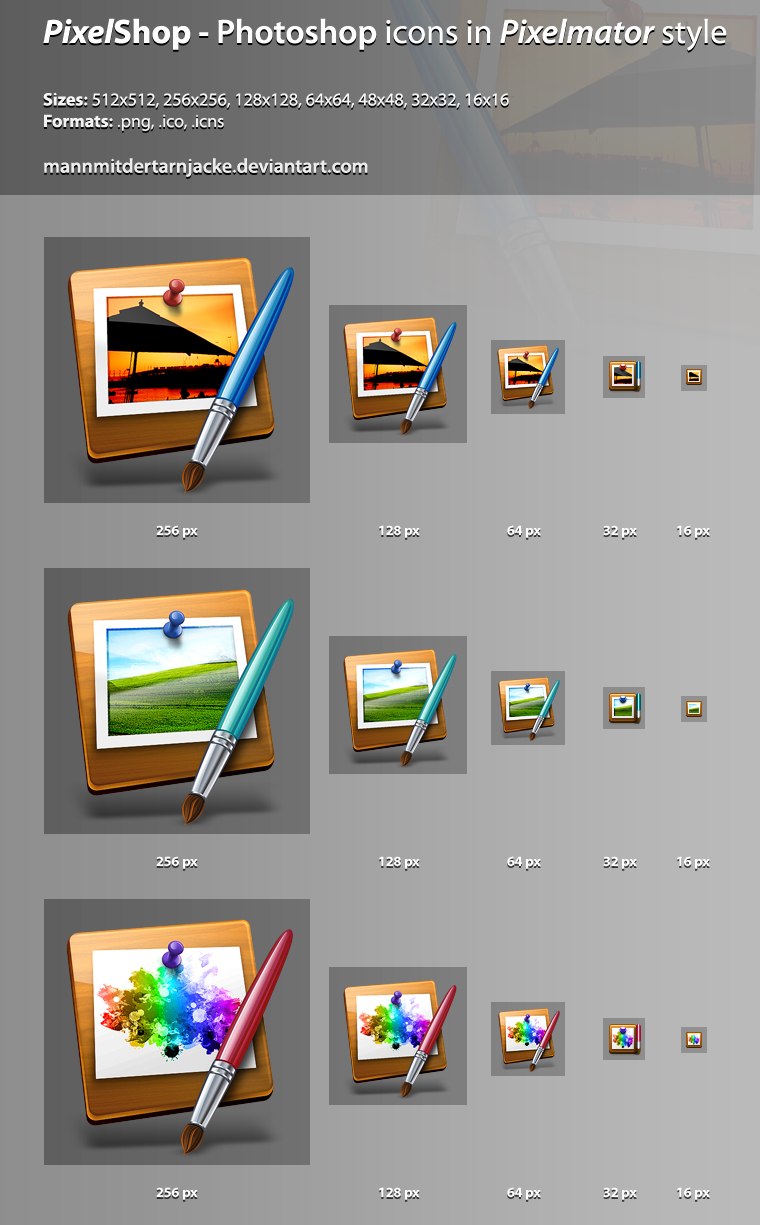 PixelShop - Photoshop icons in Pixelmator style
Sizes: 512x512, 256x256, 128x128, 64x64, 48x48, 32x32, 16x16
Formats: .png, .ico, .icns
mannmitdertarnjacke.deviantart.com
256 px 128 px 64 px 32 px 16 px
256 px 128 px 64 px 32 px 16 px
256 px 128 px 64 px 32 px 16 px